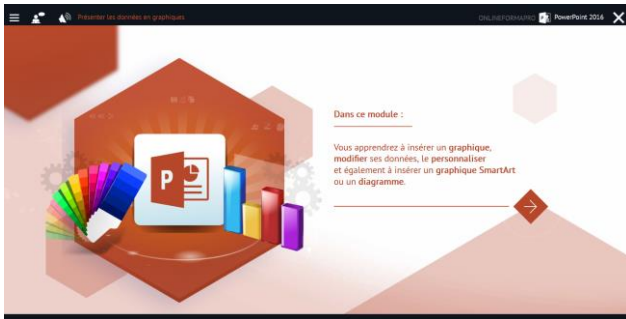 Présenter les données en graphiques
ONLINEFORMAPRO
PowerPoint 2016
Dans ce module :
Vous apprendrez à insérer un graphique,
modifier ses données, le personnaliser
et également à insérer un graphique SmartArt
ou un diagramme.
P